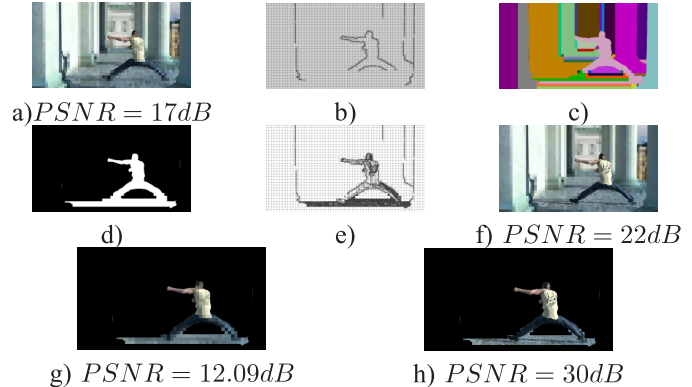 a)PSNR = 17dB
b)
c)
d)
e)
f) PSNR = 22dB
g) PSNR = 12.09dB
h) PSNR = 30dB